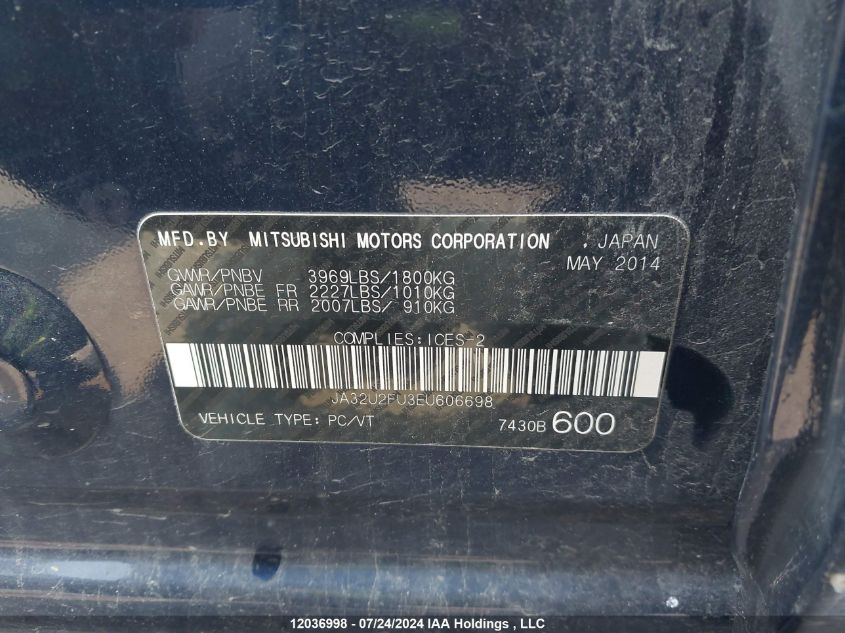 MFD.BY MITSUBISHI MOTORS CORPORATION , JAPAN
MAY 2014
GVWR/PNBV 3969LBS/1800KG
GAWR/PNBE FR 2227LBS/1010KG
GAWR/PNBE RR 2007LBS/ 910KG
COMPLIES:ICES-2
JA32U2FU3EU606698
VEHICLE TYPE: PC/VT 7430B 600
12036998 - 07/24/2024 IAA Holdings , LLC